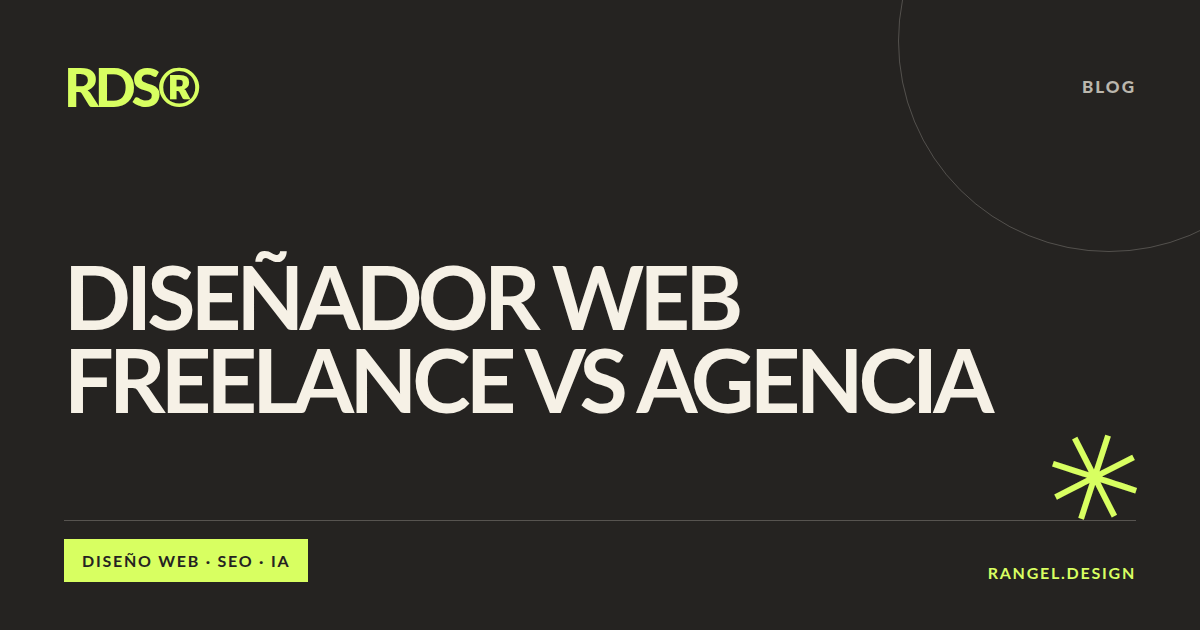 RDS®
BLOG
DISEÑADOR WEB
FREELANCE VS AGENCIA
DISEÑO WEB · SEO · IA
RANGEL.DESIGN